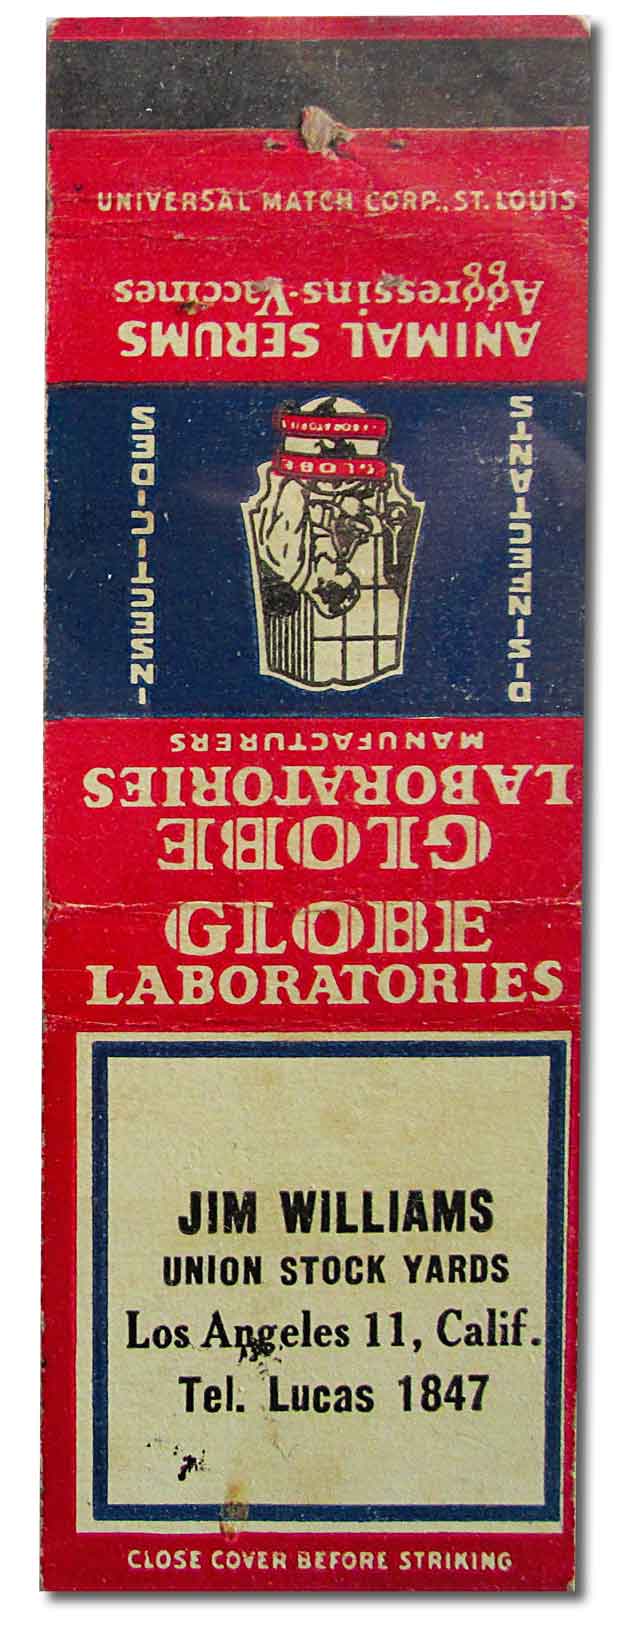 UNIVERSAL MATCH CORP., ST. LOUIS
GLOBE
LABORATORIES
MANUFACTURERS
DISINFECTANTS
INSECTICIDES
GLOBE
LABORATORIES
ANIMAL SERUMS
Aggressins-Vaccines
GLOBE
LABORATORIES
JIM WILLIAMS
UNION STOCK YARDS
Los Angeles 11, Calif.
Tel. Lucas 1847
CLOSE COVER BEFORE STRIKING